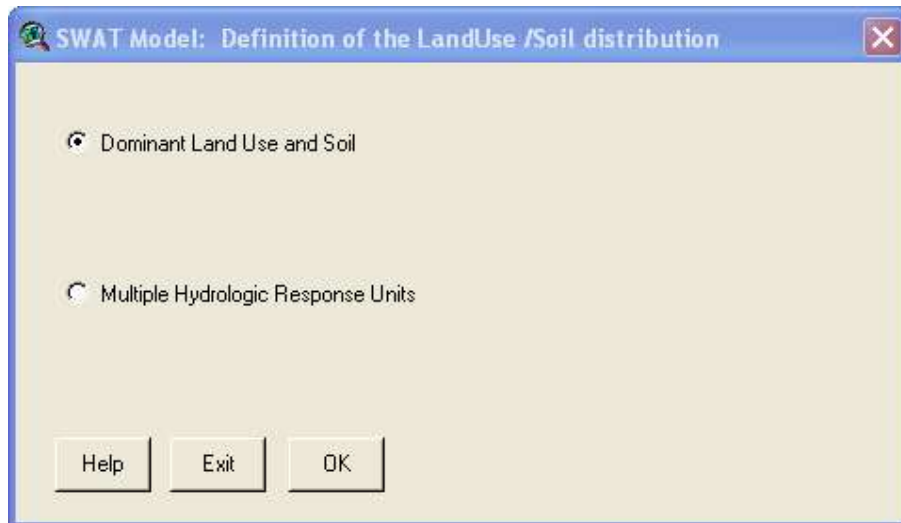 SWAT Model: Definition of the LandUse /Soil distribution
Dominant Land Use and Soil
Multiple Hydrologic Response Units
Help Exit OK